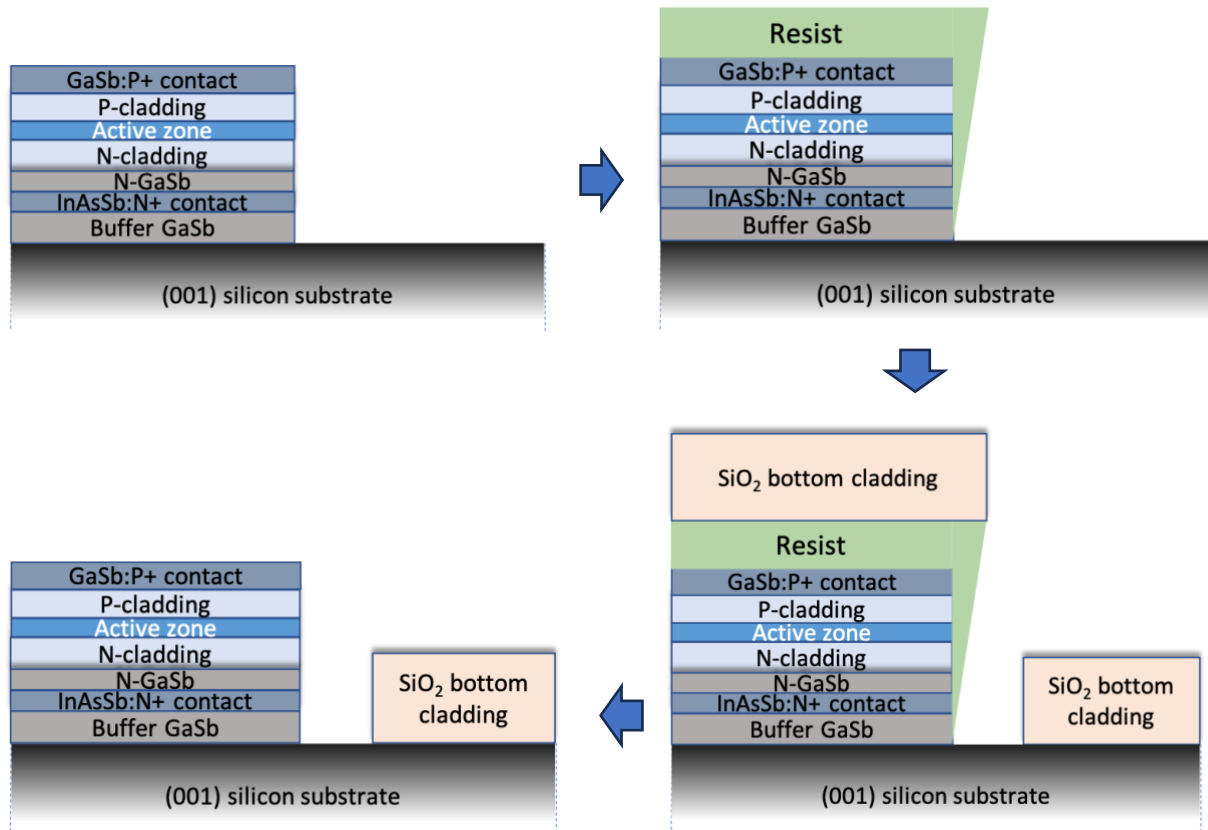 GaSb:P+ contact
P-cladding
Active zone
N-cladding
N-GaSb
InAsSb:N+ contact
Buffer GaSb
(001) silicon substrate
Resist
GaSb:P+ contact
P-cladding
Active zone
N-cladding
N-GaSb
InAsSb:N+ contact
Buffer GaSb
(001) silicon substrate
SiO₂ bottom cladding
Resist
GaSb:P+ contact
P-cladding
Active zone
N-cladding
N-GaSb
InAsSb:N+ contact
Buffer GaSb
SiO₂ bottom
cladding
(001) silicon substrate
GaSb:P+ contact
P-cladding
Active zone
N-cladding
N-GaSb
InAsSb:N+ contact
Buffer GaSb
SiO₂ bottom
cladding
(001) silicon substrate